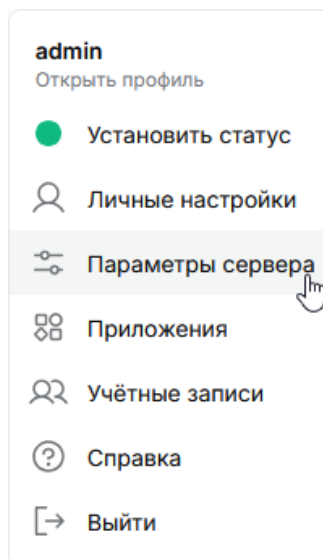 admin
Открыть профиль
Установить статус
Личные настройки
Параметры сервера
Приложения
Учётные записи
Справка
Выйти